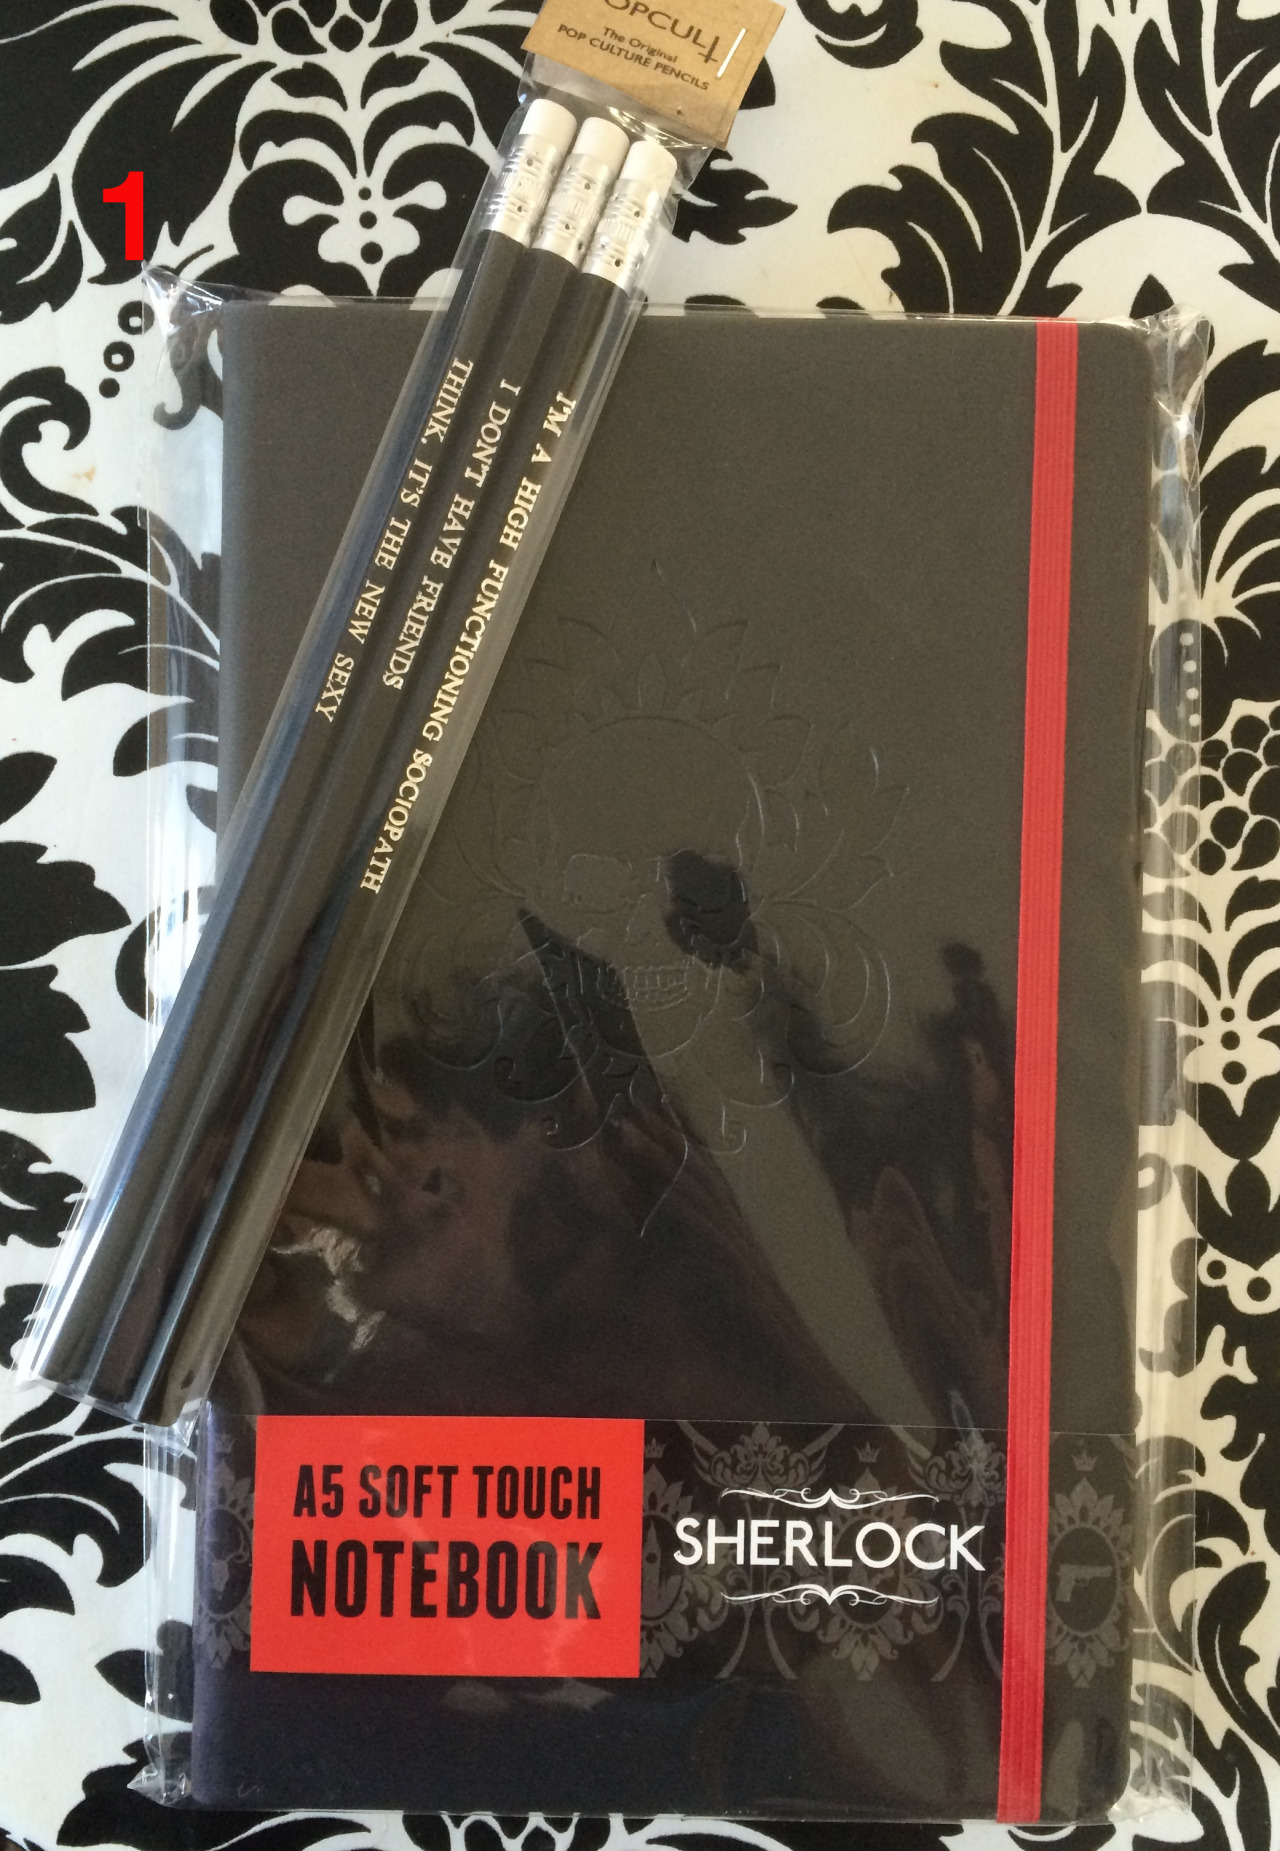 OPCULT
The Original
POP CULTURE PENCILS
1
THINK, IT'S THE NEW SEXY
I DON'T HAVE FRIENDS
I'M A HIGH FUNCTIONING SOCIOPATH
A5 SOFT TOUCH
NOTEBOOK
SHERLOCK